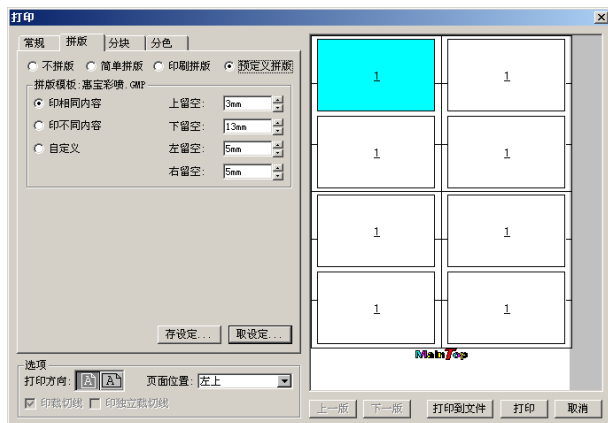 打印
常规 拼版 分块 分色
不拼版 简单拼版 印刷拼版 预定义拼版
拼版模板:惠宝彩喷.GMP
印相同内容 上留空: 3mm
印不同内容 下留空: 13mm
自定义 左留空: 5mm
右留空: 5mm
存设定... 取设定...
选项
打印方向: A A 页面位置: 左上
印裁切线 印独立裁切线
1 1
1 1
1 1
1 1
MainTop
上一版 下一版 打印到文件 打印 取消